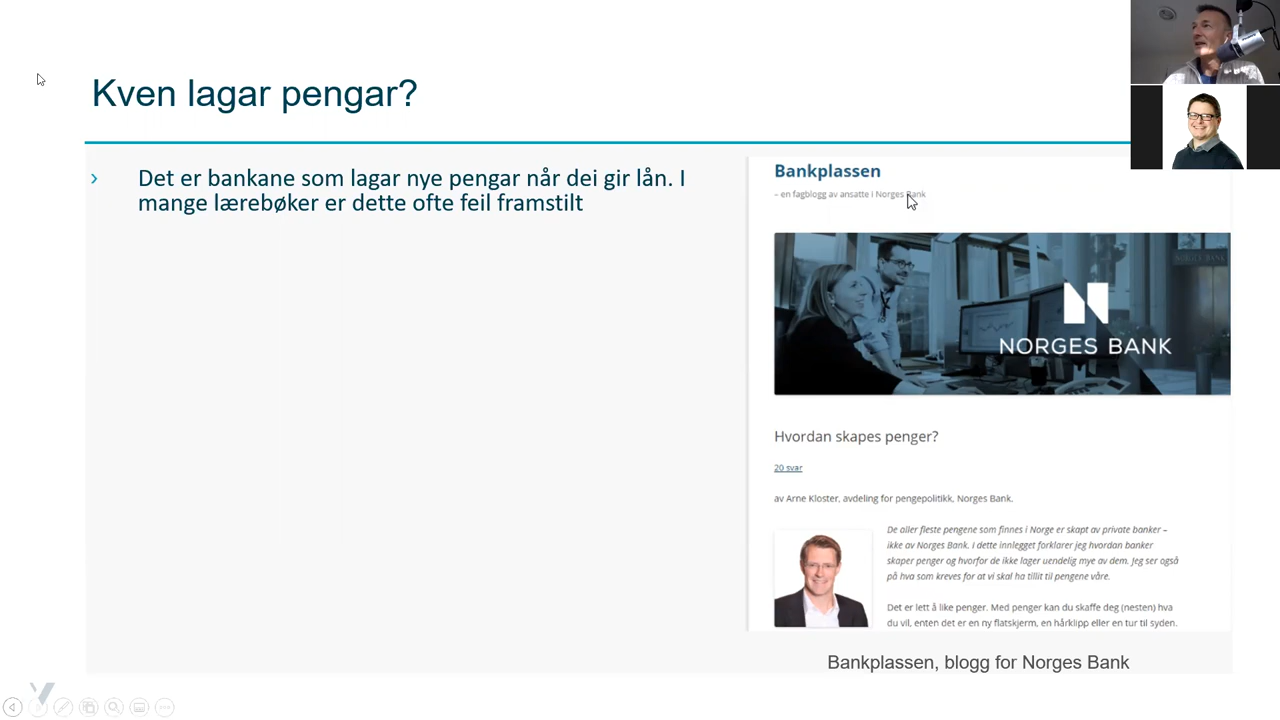 Kven lagar pengar?
› Det er bankane som lagar nye pengar når dei gir lån. I
mange lærebøker er dette ofte feil framstilt
Bankplassen
– en fagblogg av ansatte i Norges Bank
NORGES BANK
NORGES BANK
Hvordan skapes penger?
20 svar
av Arne Kloster, avdeling for pengepolitikk, Norges Bank.
De aller fleste pengene som finnes i Norge er skapt av private banker –
ikke av Norges Bank. I dette innlegget forklarer jeg hvordan banker
skaper penger og hvorfor de ikke lager uendelig mye av dem. Jeg ser også
på hva som kreves for at vi skal ha tillit til pengene våre.
Det er lett å like penger. Med penger kan du skaffe deg (nesten) hva
du vil, enten det er en ny flatskjerm, en hårklipp eller en tur til syden.
Bankplassen, blogg for Norges Bank